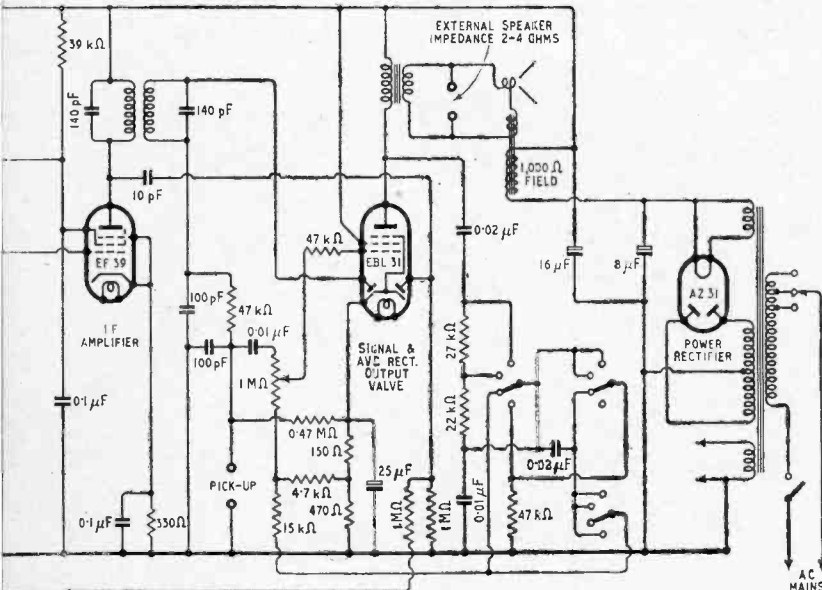 EXTERNAL SPEAKER
IMPEDANCE 2-4 OHMS
39 kΩ
140 pF
140 pF
10 pF
1,000 Ω
FIELD
EF 39
47 kΩ
EBL 31
0.02 µF
16 µF
8 µF
AZ 31
I.F
AMPLIFIER
100 pF
47 kΩ
0.01 µF
100 pF
1 MΩ
SIGNAL &
AVC RECT.
OUTPUT
VALVE
27 kΩ
22 kΩ
POWER
RECTIFIER
0.1 µF
0.47 MΩ
150 Ω
25 µF
0.02 µF
PICK-UP
4.7 kΩ
470 Ω
15 kΩ
1 MΩ
1 MΩ
0.01 µF
47 kΩ
0.1 µF
330 Ω
A.C
MAINS